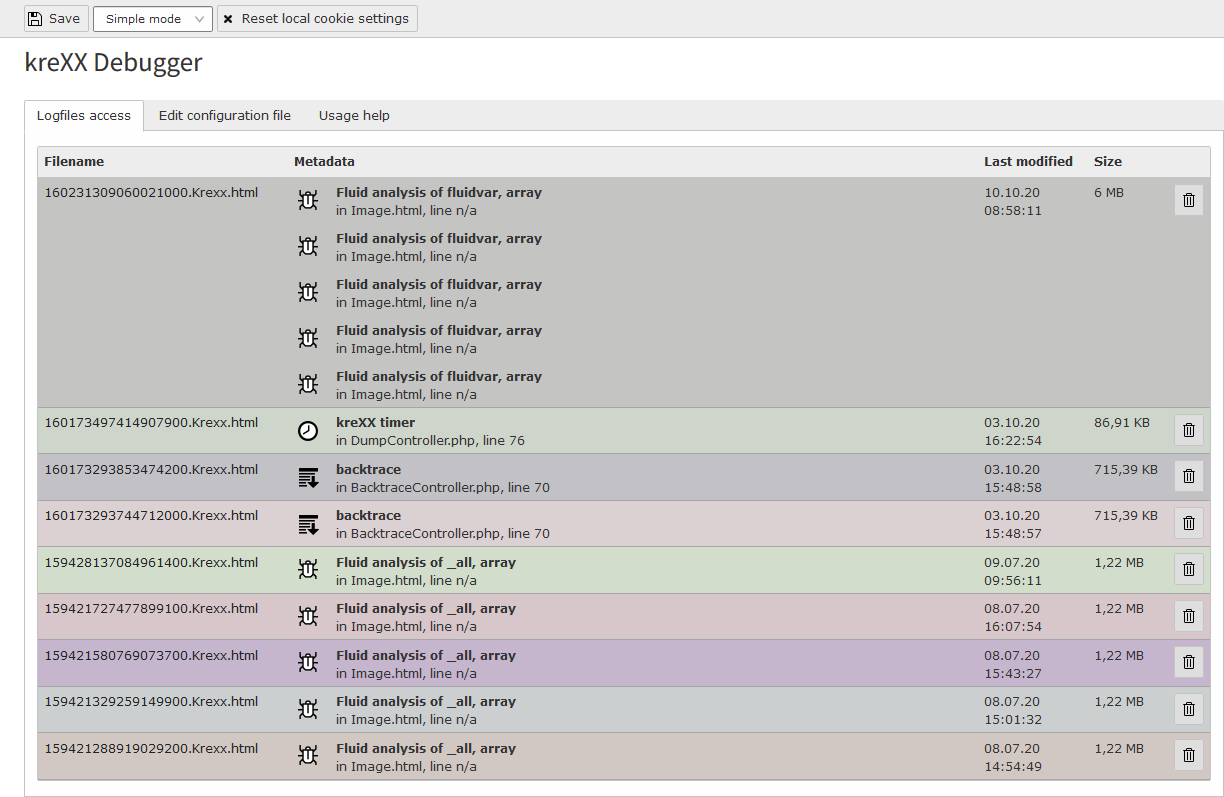 Save
Simple mode
Reset local cookie settings
kreXX Debugger
Logfiles access
Edit configuration file
Usage help
Filename Metadata Last modified Size
160231309060021000.Krexx.html Fluid analysis of fluidvar, array 10.10.20 6 MB
in Image.html, line n/a 08:58:11
Fluid analysis of fluidvar, array
in Image.html, line n/a
Fluid analysis of fluidvar, array
in Image.html, line n/a
Fluid analysis of fluidvar, array
in Image.html, line n/a
Fluid analysis of fluidvar, array
in Image.html, line n/a
160173497414907900.Krexx.html kreXX timer 03.10.20 86,91 KB
in DumpController.php, line 76 16:22:54
160173293853474200.Krexx.html backtrace 03.10.20 715,39 KB
in BacktraceController.php, line 70 15:48:58
160173293744712000.Krexx.html backtrace 03.10.20 715,39 KB
in BacktraceController.php, line 70 15:48:57
159428137084961400.Krexx.html Fluid analysis of _all, array 09.07.20 1,22 MB
in Image.html, line n/a 09:56:11
159421727477899100.Krexx.html Fluid analysis of _all, array 08.07.20 1,22 MB
in Image.html, line n/a 16:07:54
159421580769073700.Krexx.html Fluid analysis of _all, array 08.07.20 1,22 MB
in Image.html, line n/a 15:43:27
159421329259149900.Krexx.html Fluid analysis of _all, array 08.07.20 1,22 MB
in Image.html, line n/a 15:01:32
159421288919029200.Krexx.html Fluid analysis of _all, array 08.07.20 1,22 MB
in Image.html, line n/a 14:54:49